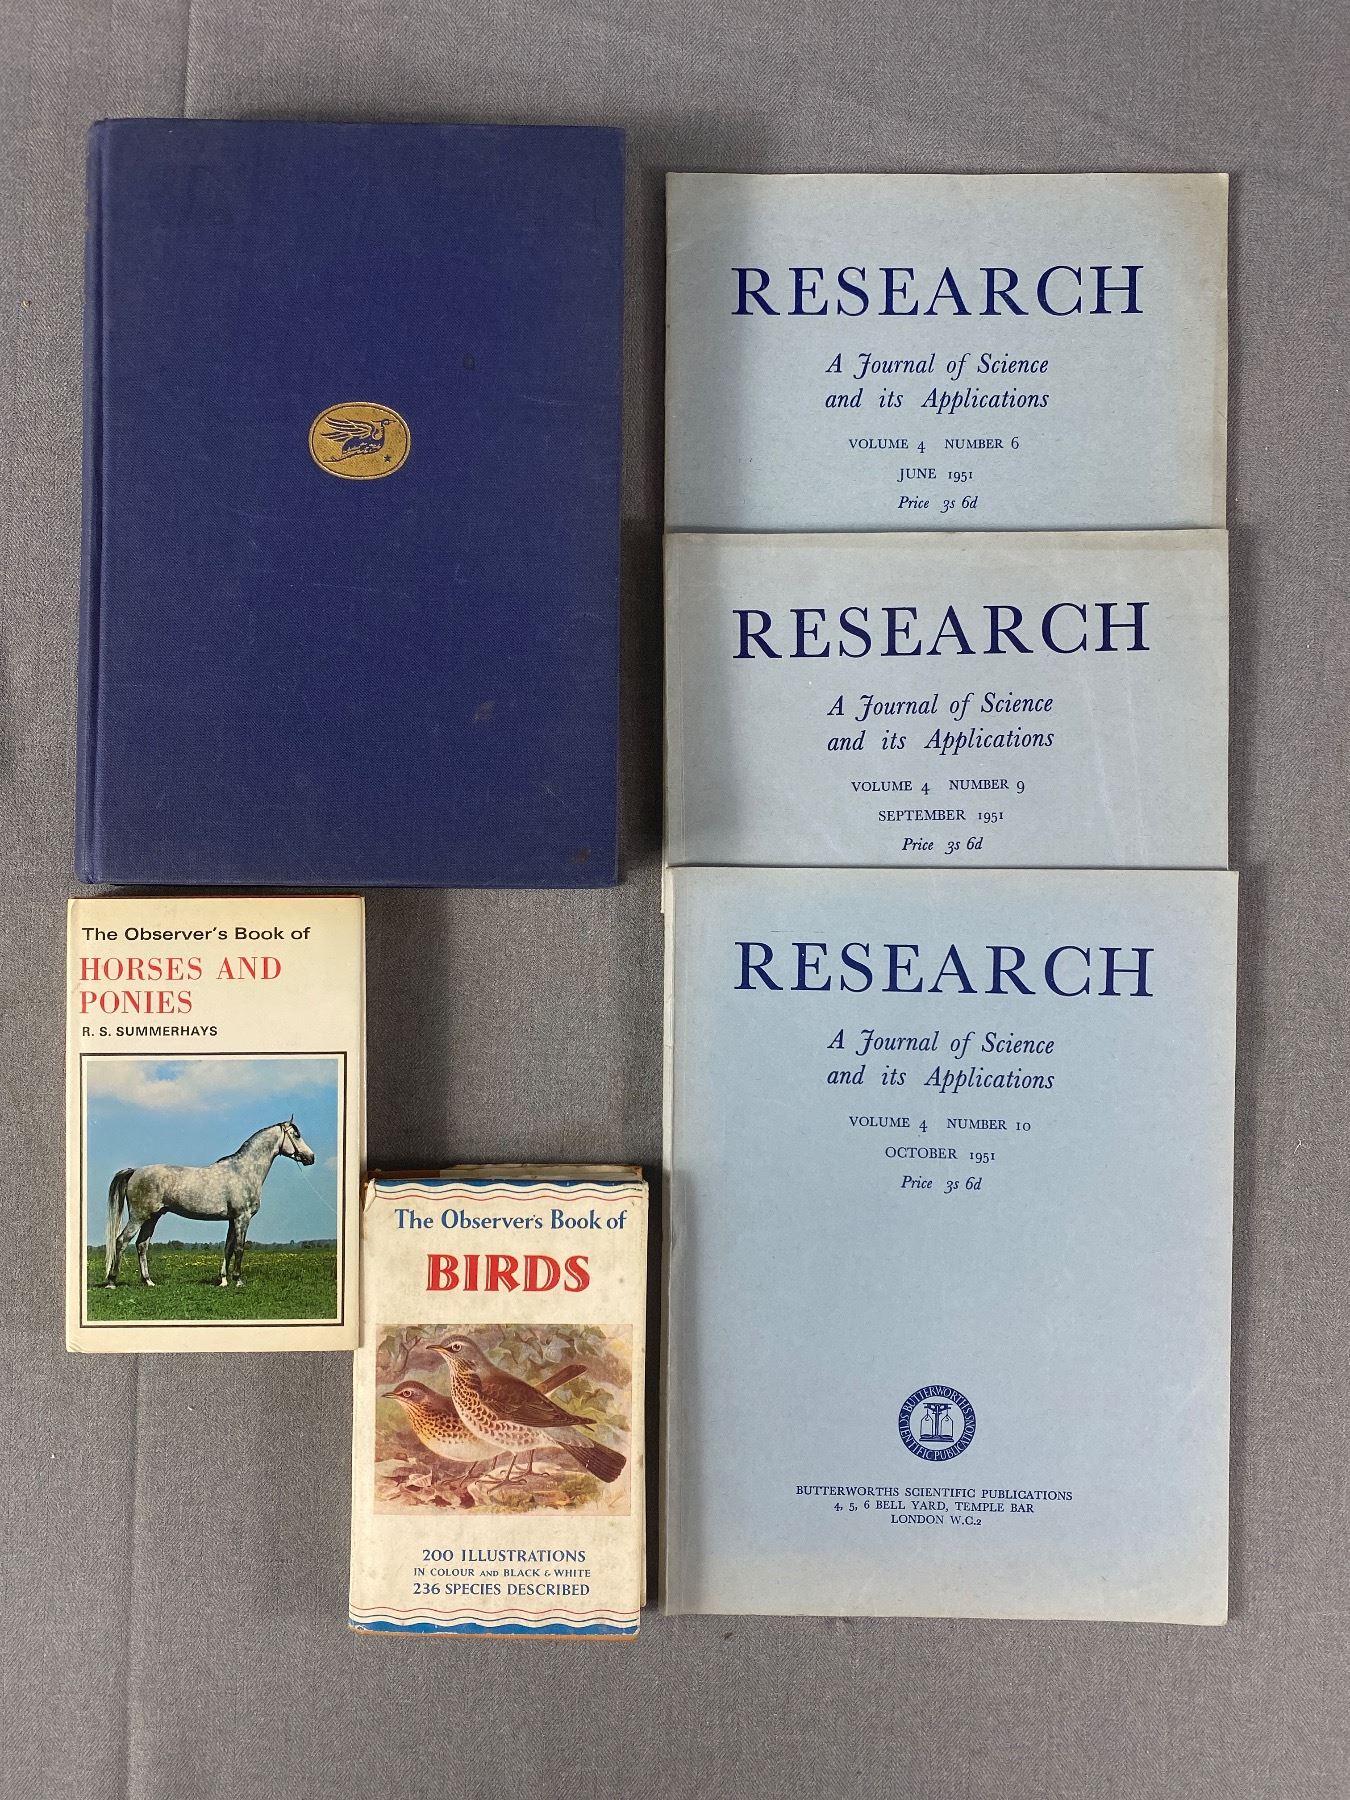 RESEARCH
A Journal of Science
and its Applications
VOLUME 4 NUMBER 6
JUNE 1951
Price 3s 6d
RESEARCH
A Journal of Science
and its Applications
VOLUME 4 NUMBER 9
SEPTEMBER 1951
Price 3s 6d
RESEARCH
A Journal of Science
and its Applications
VOLUME 4 NUMBER 10
OCTOBER 1951
Price 3s 6d
BUTTERWORTHS
SCIENTIFIC PUBLICATIONS
BUTTERWORTHS SCIENTIFIC PUBLICATIONS
4, 5, 6 BELL YARD, TEMPLE BAR
LONDON W.C.2
The Observer's Book of
HORSES AND
PONIES
R. S. SUMMERHAYS
The Observer's Book of
BIRDS
200 ILLUSTRATIONS
IN COLOUR AND BLACK & WHITE
236 SPECIES DESCRIBED